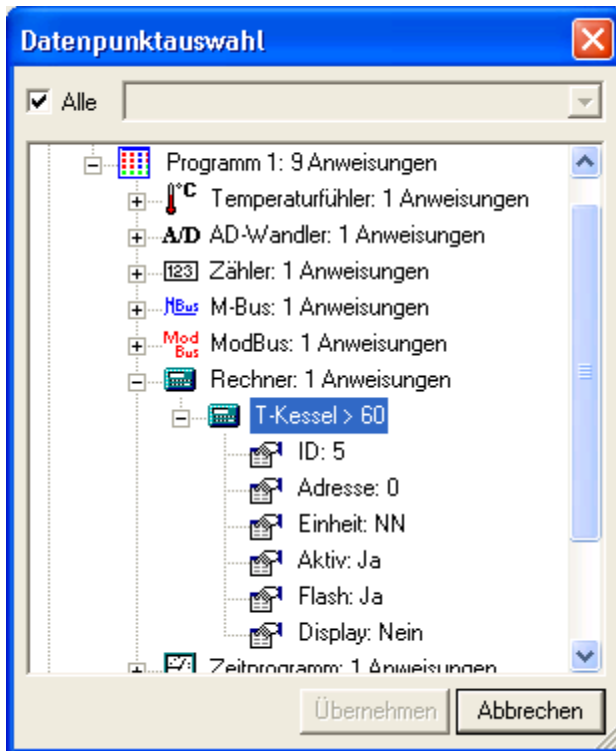 Datenpunktauswahl
Alle
Programm 1: 9 Anweisungen
°C Temperaturfühler: 1 Anweisungen
A/D AD-Wandler: 1 Anweisungen
123 Zähler: 1 Anweisungen
MBus M-Bus: 1 Anweisungen
Mod Bus ModBus: 1 Anweisungen
Rechner: 1 Anweisungen
T-Kessel > 60
ID: 5
Adresse: 0
Einheit: NN
Aktiv: Ja
Flash: Ja
Display: Nein
Zeitprogramm: 1 Anweisungen
Übernehmen Abbrechen